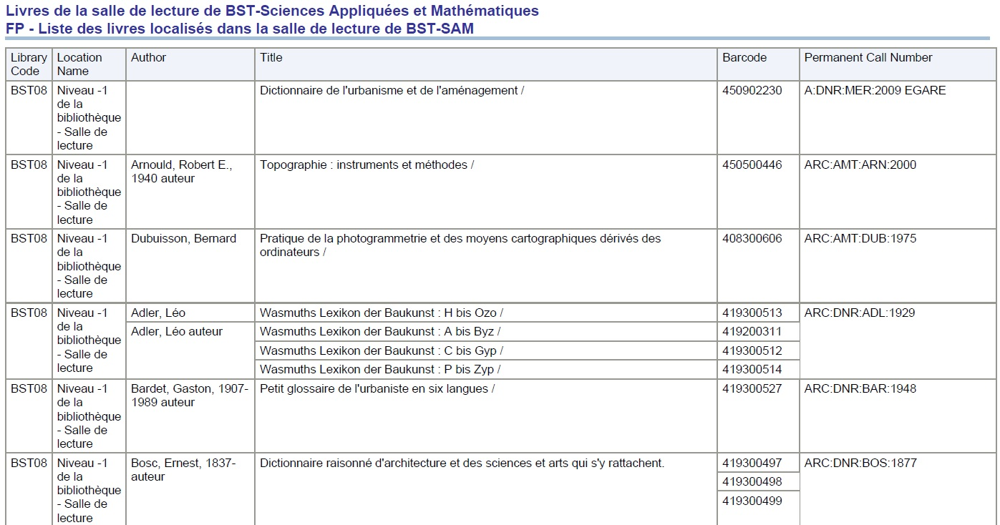 Livres de la salle de lecture de BST-Sciences Appliquées et Mathématiques
FP - Liste des livres localisés dans la salle de lecture de BST-SAM
Library Code Location Name Author Title Barcode Permanent Call Number
BST08 Niveau -1 de la bibliothèque - Salle de lecture Dictionnaire de l'urbanisme et de l'aménagement / 450902230 A:DNR:MER:2009 EGARE
BST08 Niveau -1 de la bibliothèque - Salle de lecture Arnould, Robert E., 1940 auteur Topographie : instruments et méthodes / 450500446 ARC:AMT:ARN:2000
BST08 Niveau -1 de la bibliothèque - Salle de lecture Dubuisson, Bernard Pratique de la photogrammetrie et des moyens cartographiques dérivés des ordinateurs / 408300606 ARC:AMT:DUB:1975
BST08 Niveau -1 de la bibliothèque - Salle de lecture Adler, Léo Wasmuths Lexikon der Baukunst : H bis Ozo / 419300513 ARC:DNR:ADL:1929
Adler, Léo auteur Wasmuths Lexikon der Baukunst : A bis Byz / 419200311
Wasmuths Lexikon der Baukunst : C bis Gyp / 419300512
Wasmuths Lexikon der Baukunst : P bis Zyp / 419300514
BST08 Niveau -1 de la bibliothèque - Salle de lecture Bardet, Gaston, 1907-1989 auteur Petit glossaire de l'urbaniste en six langues / 419300527 ARC:DNR:BAR:1948
BST08 Niveau -1 de la bibliothèque - Salle de lecture Bosc, Ernest, 1837- auteur Dictionnaire raisonné d'architecture et des sciences et arts qui s'y rattachent. 419300497 ARC:DNR:BOS:1877
419300498
419300499